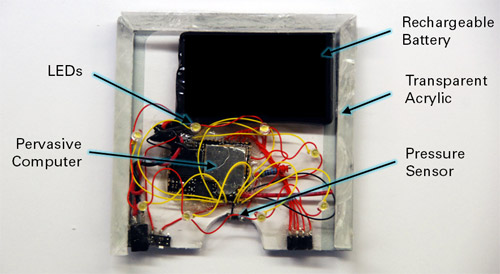 Rechargeable
Battery
LEDs
Transparent
Acrylic
Pervasive
Computer
Pressure
Sensor